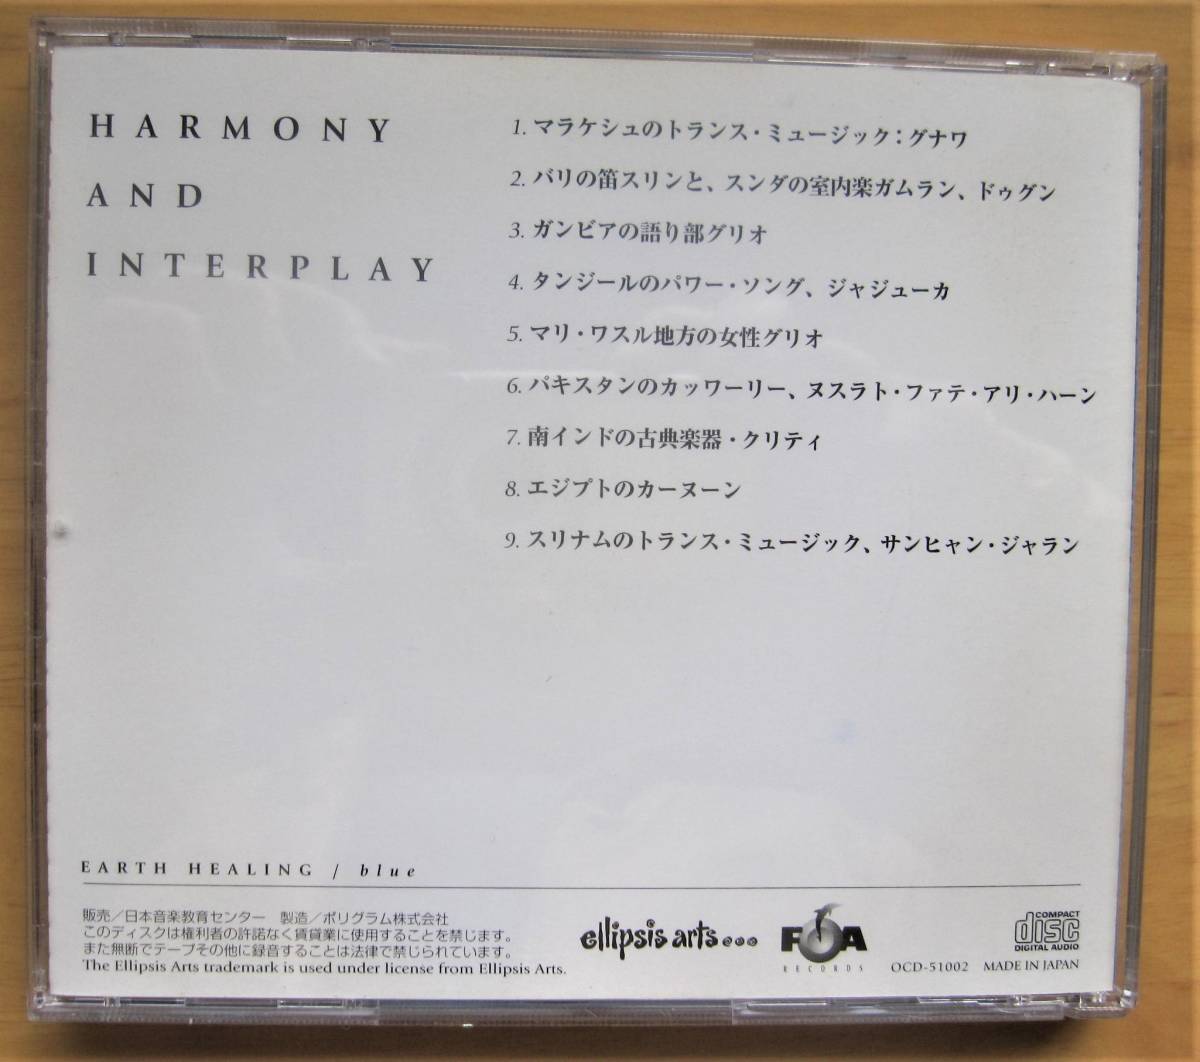 HARMONY
AND
INTERPLAY
1. マラケシュのトランス・ミュージック：グナワ
2. バリの笛スリンと、スンダの室内楽ガムラン、ドゥグン
3. ガンビアの語り部グリオ
4. タンジールのパワー・ソング、ジャジューカ
5. マリ・ワスル地方の女性グリオ
6. パキスタンのカッワーリー、ヌスラト・ファテ・アリ・ハーン
7. 南インドの古典楽器・クリティ
8. エジプトのカーヌーン
9. スリナムのトランス・ミュージック、サンヒャン・ジャラン
EARTH HEALING / blue
販売／日本音楽教育センター　製造／ポリグラム株式会社
このディスクは権利者の許諾なく賃貸業に使用することを禁じます。
また無断でテープその他に録音することは法律で禁じられています。
The Ellipsis Arts trademark is used under license from Ellipsis Arts.
ellipsis arts...
FOA
RECORDS
OCD-51002 MADE IN JAPAN
COMPACT
disc
DIGITAL AUDIO